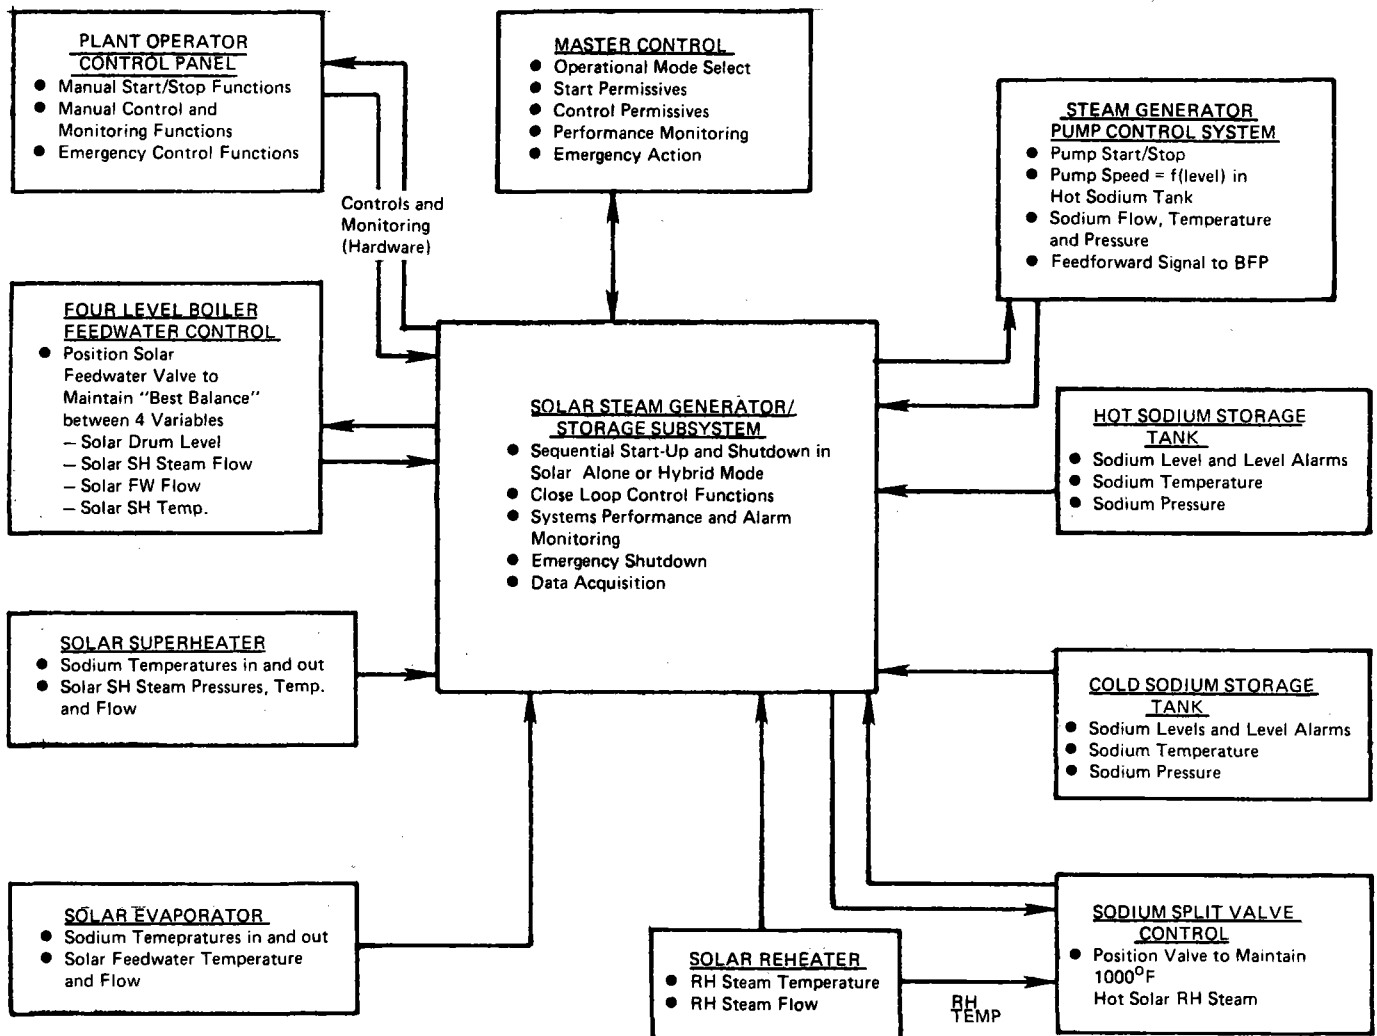 PLANT OPERATOR
CONTROL PANEL
● Manual Start/Stop Functions
● Manual Control and
Monitoring Functions
● Emergency Control Functions
MASTER CONTROL
● Operational Mode Select
● Start Permissives
● Control Permissives
● Performance Monitoring
● Emergency Action
STEAM GENERATOR
PUMP CONTROL SYSTEM
● Pump Start/Stop
● Pump Speed = f(level) in
Hot Sodium Tank
● Sodium Flow, Temperature
and Pressure
● Feedforward Signal to BFP
Controls and
Monitoring
(Hardware)
FOUR LEVEL BOILER
FEEDWATER CONTROL
● Position Solar
Feedwater Valve to
Maintain "Best Balance"
between 4 Variables
– Solar Drum Level
– Solar SH Steam Flow
– Solar FW Flow
– Solar SH Temp.
SOLAR STEAM GENERATOR/
STORAGE SUBSYSTEM
● Sequential Start-Up and Shutdown in
Solar Alone or Hybrid Mode
● Close Loop Control Functions
● Systems Performance and Alarm
Monitoring
● Emergency Shutdown
● Data Acquisition
HOT SODIUM STORAGE
TANK
● Sodium Level and Level Alarms
● Sodium Temperature
● Sodium Pressure
SOLAR SUPERHEATER
● Sodium Temperatures in and out
● Solar SH Steam Pressures, Temp.
and Flow
COLD SODIUM STORAGE
TANK
● Sodium Levels and Level Alarms
● Sodium Temperature
● Sodium Pressure
SOLAR EVAPORATOR
● Sodium Temepratures in and out
● Solar Feedwater Temperature
and Flow
SOLAR REHEATER
● RH Steam Temperature
● RH Steam Flow
RH
TEMP
SODIUM SPLIT VALVE
CONTROL
● Position Valve to Maintain
1000°F
Hot Solar RH Steam